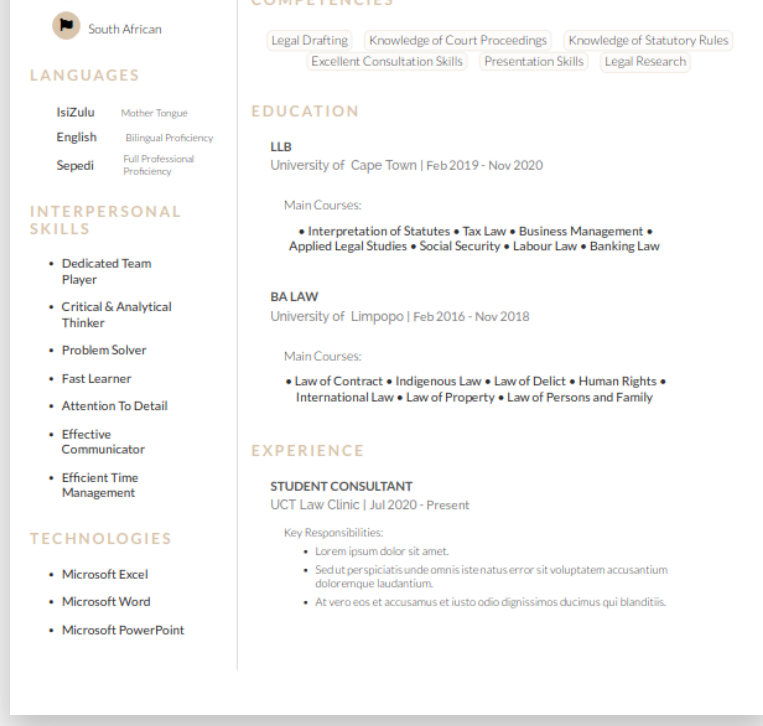 South African
LANGUAGES
IsiZulu Mother Tongue
English Bilingual Proficiency
Sepedi Full Professional
Proficiency
INTERPERSONAL
SKILLS
• Dedicated Team
Player
• Critical & Analytical
Thinker
• Problem Solver
• Fast Learner
• Attention To Detail
• Effective
Communicator
• Efficient Time
Management
TECHNOLOGIES
• Microsoft Excel
• Microsoft Word
• Microsoft PowerPoint
COMPETENCIES
Legal Drafting Knowledge of Court Proceedings Knowledge of Statutory Rules
Excellent Consultation Skills Presentation Skills Legal Research
EDUCATION
LLB
University of Cape Town | Feb 2019 - Nov 2020
Main Courses:
• Interpretation of Statutes • Tax Law • Business Management •
Applied Legal Studies • Social Security • Labour Law • Banking Law
BA LAW
University of Limpopo | Feb 2016 - Nov 2018
Main Courses:
• Law of Contract • Indigenous Law • Law of Delict • Human Rights •
International Law • Law of Property • Law of Persons and Family
EXPERIENCE
STUDENT CONSULTANT
UCT Law Clinic | Jul 2020 - Present
Key Responsibilities:
• Lorem ipsum dolor sit amet.
• Sed ut perspiciatis unde omnis iste natus error sit voluptatem accusantium
doloremque laudantium.
• At vero eos et accusamus et iusto odio dignissimos ducimus qui blanditiis.